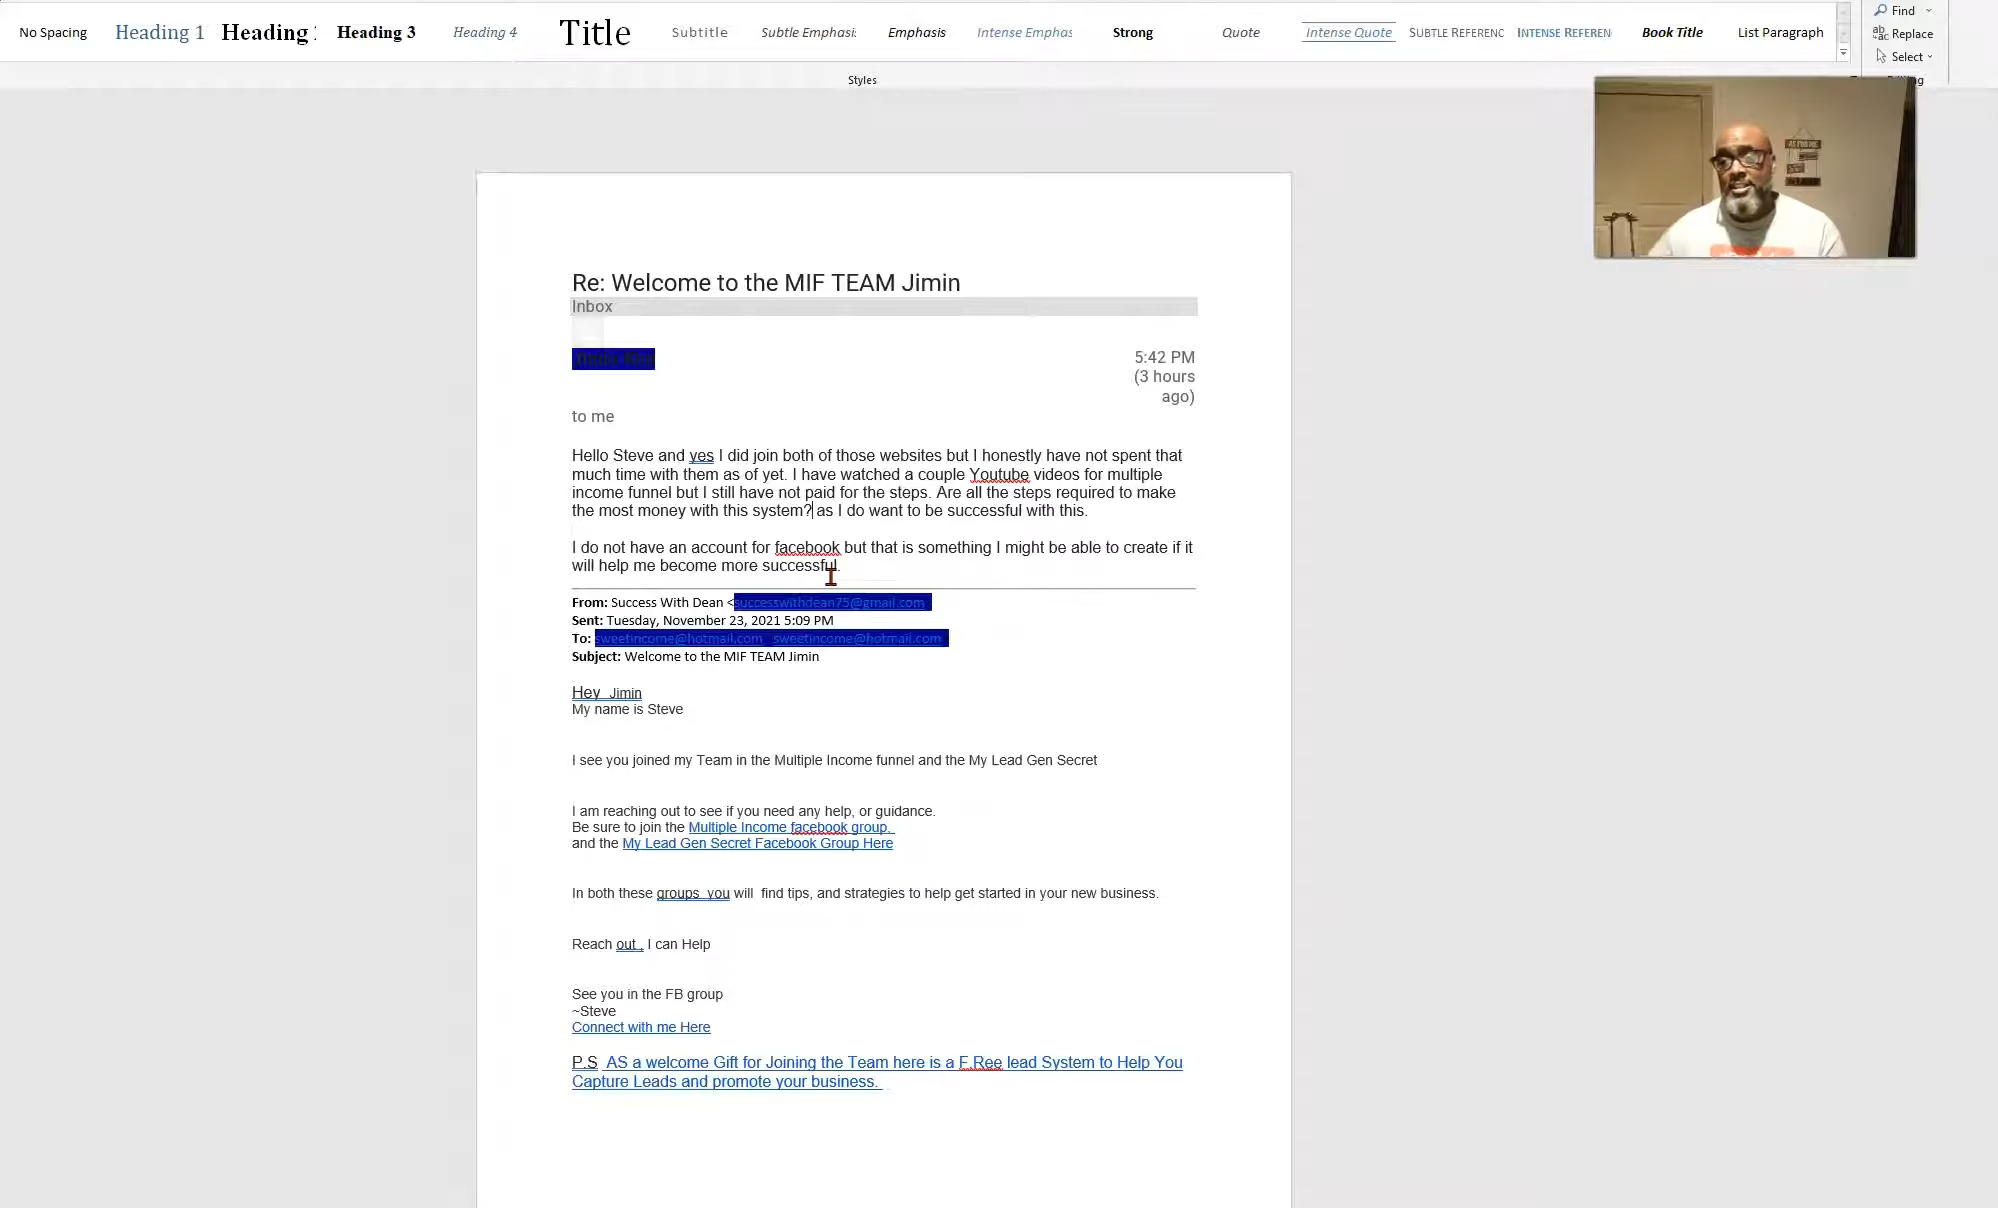 Find
No Spacing Heading 1 Heading Heading 3 Heading 4 Title Subtitle Subtle Emphasi Emphasis Intense Emphas Strong Quote Intense Quote SUBTLE REFERENC INTENSE REFEREN Book Title List Paragraph
Replace
Select
Styles
AS FOR ME
Re: Welcome to the MIF TEAM Jimin
Inbox
5:42 PM
(3 hours
ago)
to me
Hello Steve and yes I did join both of those websites but I honestly have not spent that
much time with them as of yet. I have watched a couple Youtube videos for multiple
income funnel but I still have not paid for the steps. Are all the steps required to make
the most money with this system? as I do want to be successful with this.
I do not have an account for facebook but that is something I might be able to create if it
will help me become more successful.
From: Success With Dean <successwithdean75@gmail.com
Sent: Tuesday, November 23, 2021 5:09 PM
To: sweetincome@hotmail.com sweetincome@hotmail.com
Subject: Welcome to the MIF TEAM Jimin
Hey Jimin
My name is Steve
I see you joined my Team in the Multiple Income funnel and the My Lead Gen Secret
I am reaching out to see if you need any help, or guidance.
Be sure to join the Multiple Income facebook group.
and the My Lead Gen Secret Facebook Group Here
In both these groups you will find tips, and strategies to help get started in your new business.
Reach out , I can Help
See you in the FB group
~Steve
Connect with me Here
P.S AS a welcome Gift for Joining the Team here is a F.Ree lead System to Help You
Capture Leads and promote your business.